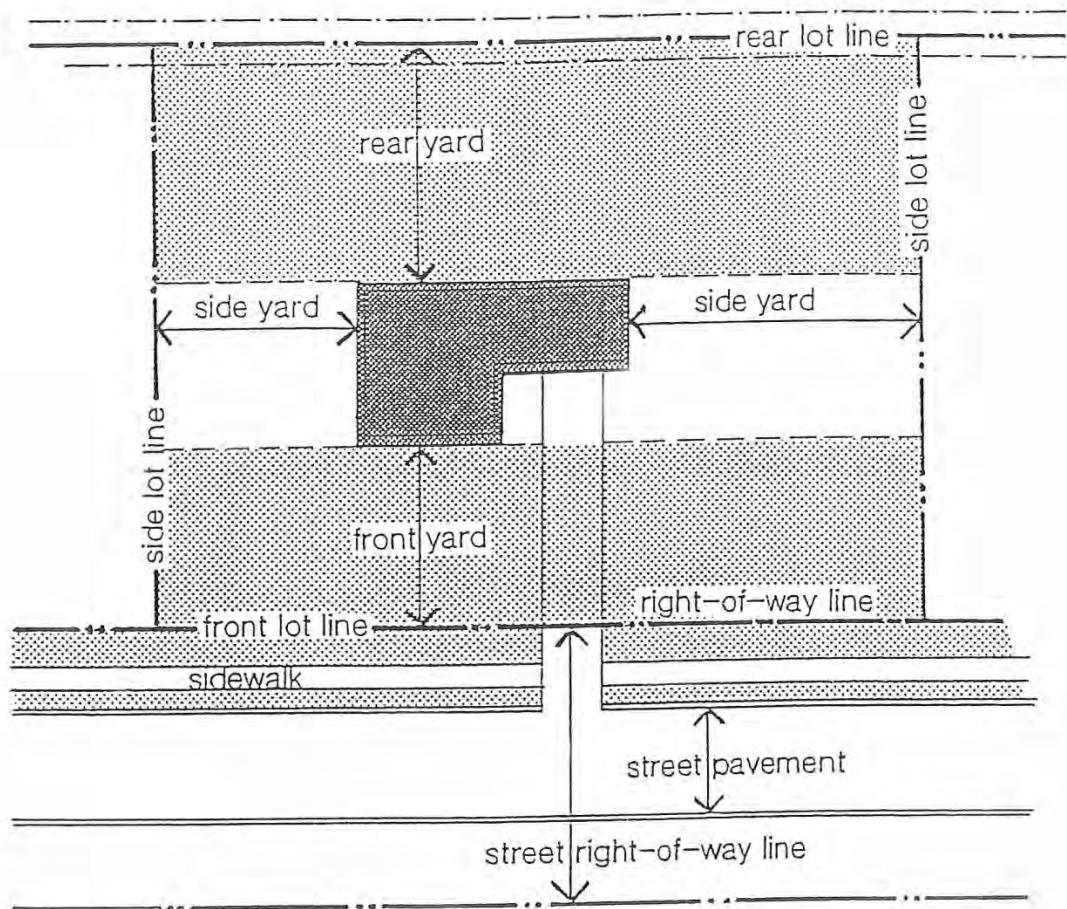 rear lot line
side lot line
rear yard
side yard
side yard
side lot line
front yard
right-of-way line
front lot line
sidewalk
street pavement
street right-of-way line